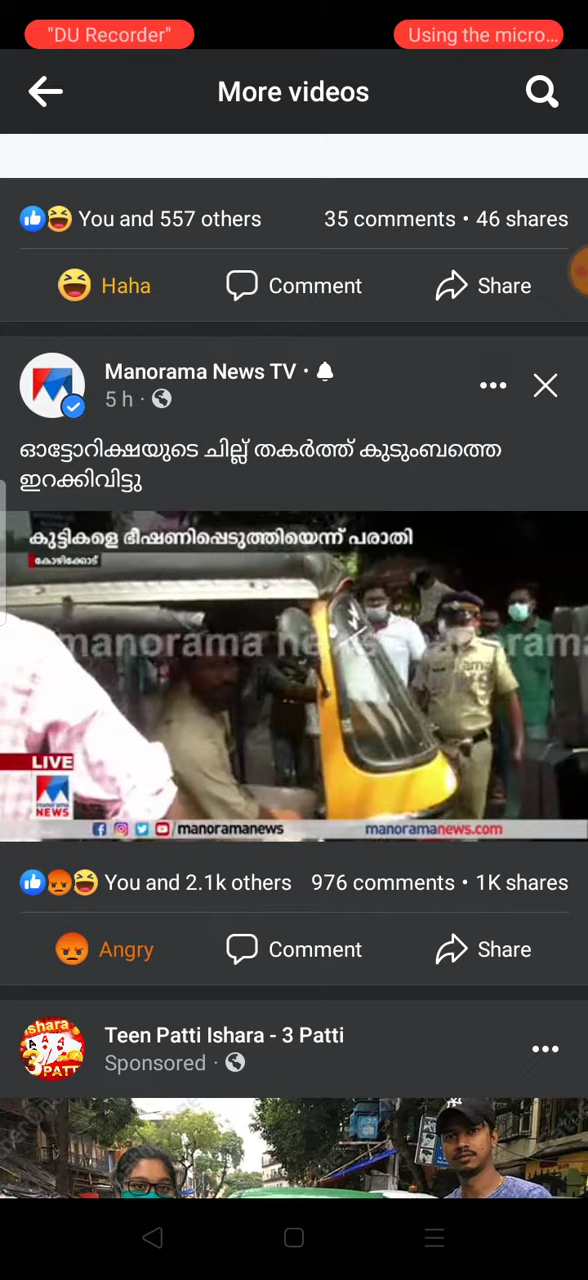 "DU Recorder"
Using the micro...
More videos
You and 557 others
35 comments • 46 shares
Haha
Comment
Share
Manorama News TV •
5 h ·
ഓട്ടോറിക്ഷയുടെ ചില്ല് തകർത്ത് കുടുംബത്തെ
ഇറക്കിവിട്ടു
കുട്ടികളെ ഭീഷണിപ്പെടുത്തിയെന്ന് പരാതി
കോഴിക്കോട്
manorama
LIVE
manorama
NEWS
manoramanews
manoramanews.com
You and 2.1k others
976 comments • 1K shares
Angry
Comment
Share
Teen Patti Ishara - 3 Patti
Sponsored ·